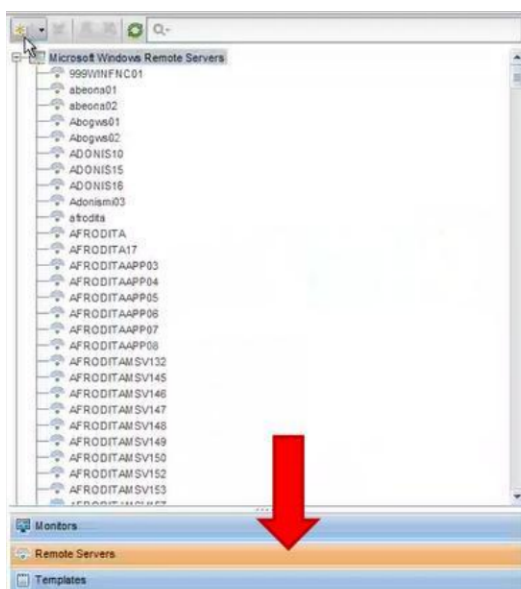 Microsoft Windows Remote Servers
999WINFNC01
abeona01
abeona02
Abogws01
Abogws02
ADONIS10
ADONIS15
ADONIS16
Adonismi03
afrodita
AFRODITA
AFRODITA17
AFRODITAAPP03
AFRODITAAPP04
AFRODITAAPP05
AFRODITAAPP06
AFRODITAAPP07
AFRODITAAPP08
AFRODITAMSV132
AFRODITAMSV145
AFRODITAMSV146
AFRODITAMSV147
AFRODITAMSV148
AFRODITAMSV149
AFRODITAMSV150
AFRODITAMSV152
AFRODITAMSV153
Monitors
Remote Servers
Templates